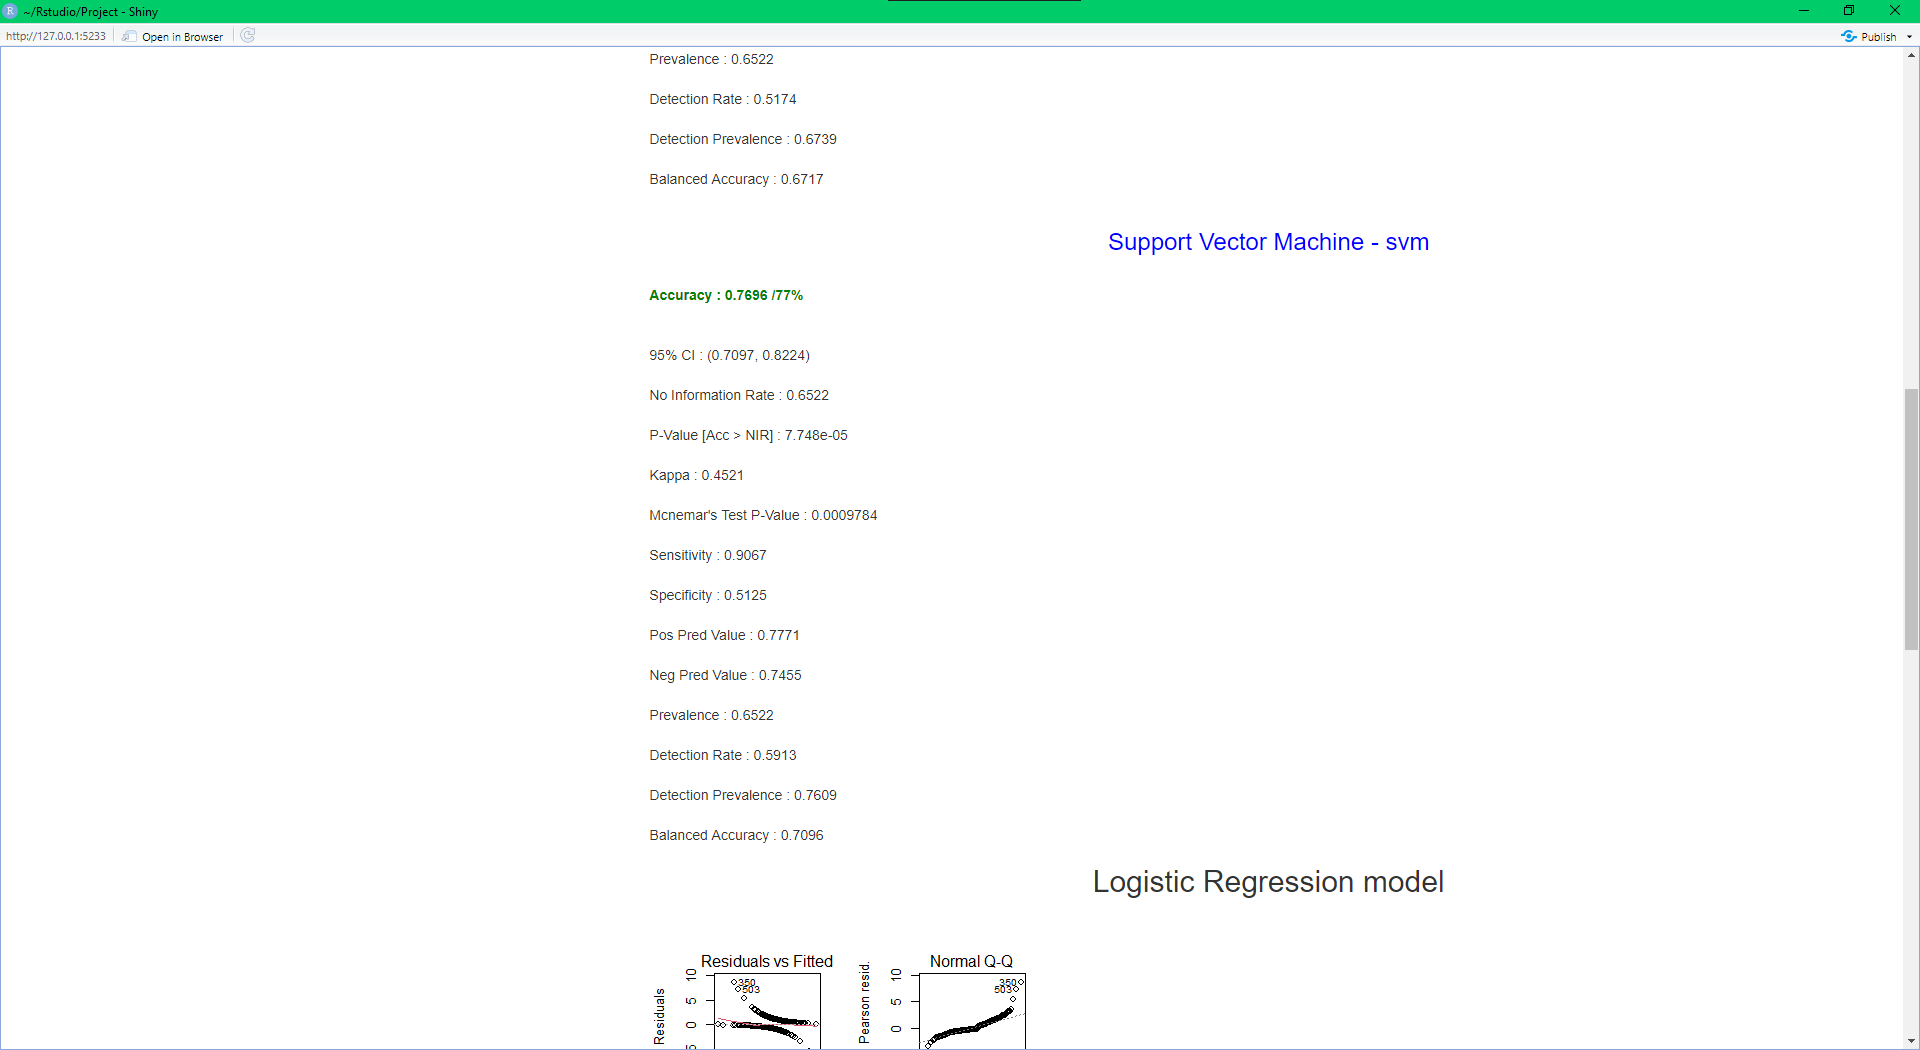 ~/Rstudio/Project - Shiny
http://127.0.0.1:5233 Open in Browser Publish
Prevalence : 0.6522
Detection Rate : 0.5174
Detection Prevalence : 0.6739
Balanced Accuracy : 0.6717
Support Vector Machine - svm
Accuracy : 0.7696 /77%
95% CI : (0.7097, 0.8224)
No Information Rate : 0.6522
P-Value [Acc > NIR] : 7.748e-05
Kappa : 0.4521
Mcnemar's Test P-Value : 0.0009784
Sensitivity : 0.9067
Specificity : 0.5125
Pos Pred Value : 0.7771
Neg Pred Value : 0.7455
Prevalence : 0.6522
Detection Rate : 0.5913
Detection Prevalence : 0.7609
Balanced Accuracy : 0.7096
Logistic Regression model
Residuals vs Fitted
Residuals
10
5
0
350
503
Normal Q-Q
Pearson resid.
10
5
0
350
503